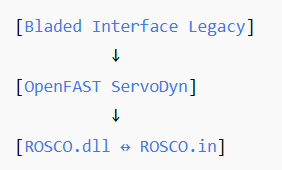 [Bladed Interface Legacy]
↓
[OpenFAST ServoDyn]
↓
[ROSCO.dll ↔ ROSCO.in]